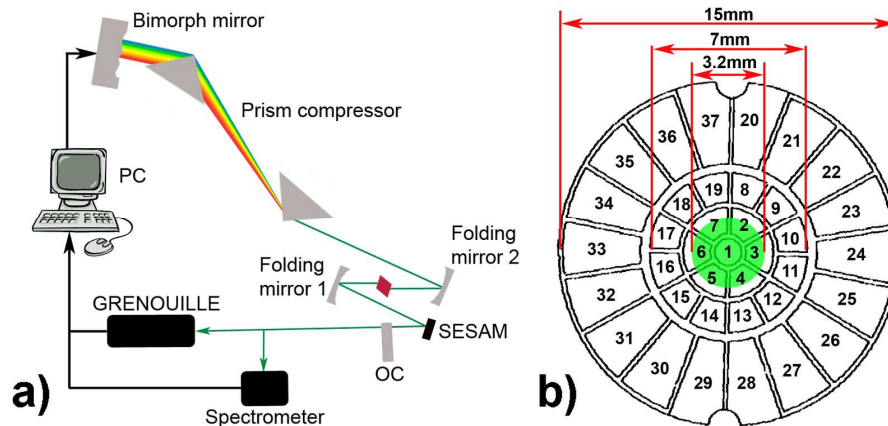 Bimorph mirror
Prism compressor
PC
Folding
mirror 1
Folding
mirror 2
GRENOUILLE
SESAM
OC
Spectrometer
a)
15mm
7mm
3.2mm
37 20
36 21
35 22
19 8
34 18 9 23
7 2
17 10
33 6 1 3 24
16 11
5 4
32 15 12 25
14 13
31 26
30 27
29 28
b)